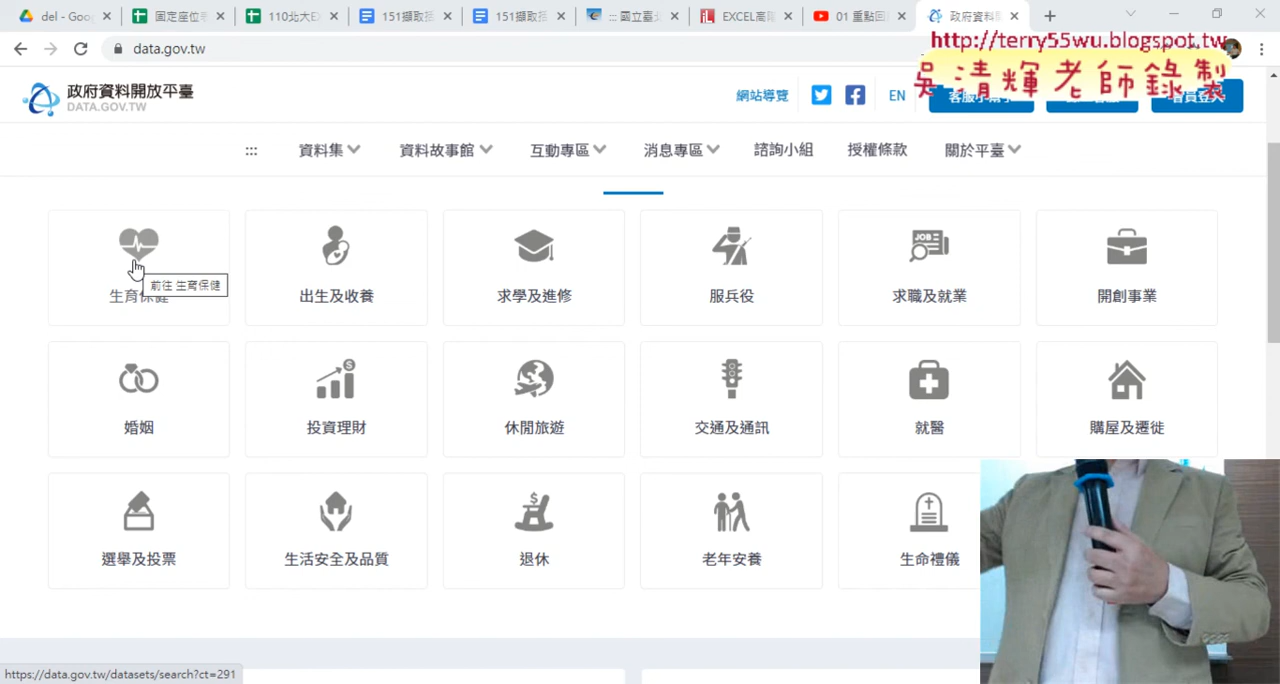 del - Goo
固定座位
110北大E
151擷取
151擷取
::: 國立臺
EXCEL高
01 重點回
政府資料
data.gov.tw
http://terry55wu.blogspot.tw
吳清輝老師錄製
政府資料開放平臺
DATA.GOV.TW
網站導覽
EN
資料集
資料故事館
互動專區
消息專區
諮詢小組
授權條款
關於平臺
生育保健
前往 生育保健
出生及收養
求學及進修
服兵役
JOB
求職及就業
開創事業
婚姻
投資理財
休閒旅遊
交通及通訊
就醫
購屋及遷徙
選舉及投票
生活安全及品質
退休
老年安養
生命禮儀
https://data.gov.tw/datasets/search?ct=291